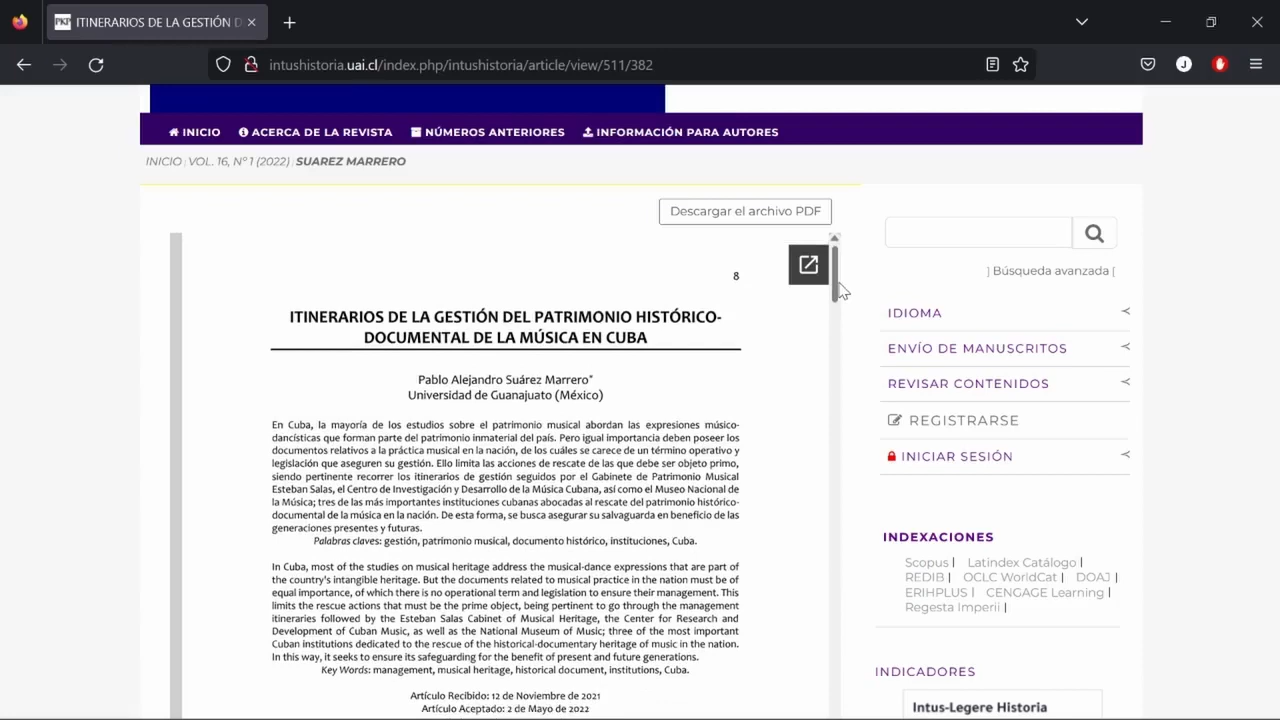 PKP ITINERARIOS DE LA GESTIÓN D
intushistoria.uai.cl/index.php/intushistoria/article/view/511/382
J
INICIO ACERCA DE LA REVISTA NÚMEROS ANTERIORES INFORMACIÓN PARA AUTORES
INICIO | VOL. 16, Nº 1 (2022) | SUAREZ MARRERO
Descargar el archivo PDF
8
ITINERARIOS DE LA GESTIÓN DEL PATRIMONIO HISTÓRICO-
DOCUMENTAL DE LA MÚSICA EN CUBA
Pablo Alejandro Suárez Marrero*
Universidad de Guanajuato (México)
En Cuba, la mayoría de los estudios sobre el patrimonio musical abordan las expresiones músico-
dancísticas que forman parte del patrimonio inmaterial del país. Pero igual importancia deben poseer los
documentos relativos a la práctica musical en la nación, de los cuáles se carece de un término operativo y
legislación que aseguren su gestión. Ello limita las acciones de rescate de las que debe ser objeto primo,
siendo pertinente recorrer los itinerarios de gestión seguidos por el Gabinete de Patrimonio Musical
Esteban Salas, el Centro de Investigación y Desarrollo de la Música Cubana, así como el Museo Nacional de
la Música; tres de las más importantes instituciones cubanas abocadas al rescate del patrimonio histórico-
documental de la música en la nación. De esta forma, se busca asegurar su salvaguarda en beneficio de las
generaciones presentes y futuras.
Palabras claves: gestión, patrimonio musical, documento histórico, instituciones, Cuba.
In Cuba, most of the studies on musical heritage address the musical-dance expressions that are part of
the country's intangible heritage. But the documents related to musical practice in the nation must be of
equal importance, of which there is no operational term and legislation to ensure their management. This
limits the rescue actions that must be the prime object, being pertinent to go through the management
itineraries followed by the Esteban Salas Cabinet of Musical Heritage, the Center for Research and
Development of Cuban Music, as well as the National Museum of Music; three of the most important
Cuban institutions dedicated to the rescue of the historical-documentary heritage of music in the nation.
In this way, it seeks to ensure its safeguarding for the benefit of present and future generations.
Key Words: management, musical heritage, historical document, institutions, Cuba.
Artículo Recibido: 12 de Noviembre de 2021
Artículo Aceptado: 2 de Mayo de 2022
] Búsqueda avanzada [
IDIOMA
ENVÍO DE MANUSCRITOS
REVISAR CONTENIDOS
REGISTRARSE
INICIAR SESIÓN
INDEXACIONES
Scopus | Latindex Catálogo |
REDIB | OCLC WorldCat | DOAJ |
ERIHPLUS | CENGAGE Learning |
Regesta Imperii |
INDICADORES
Intus-Legere Historia